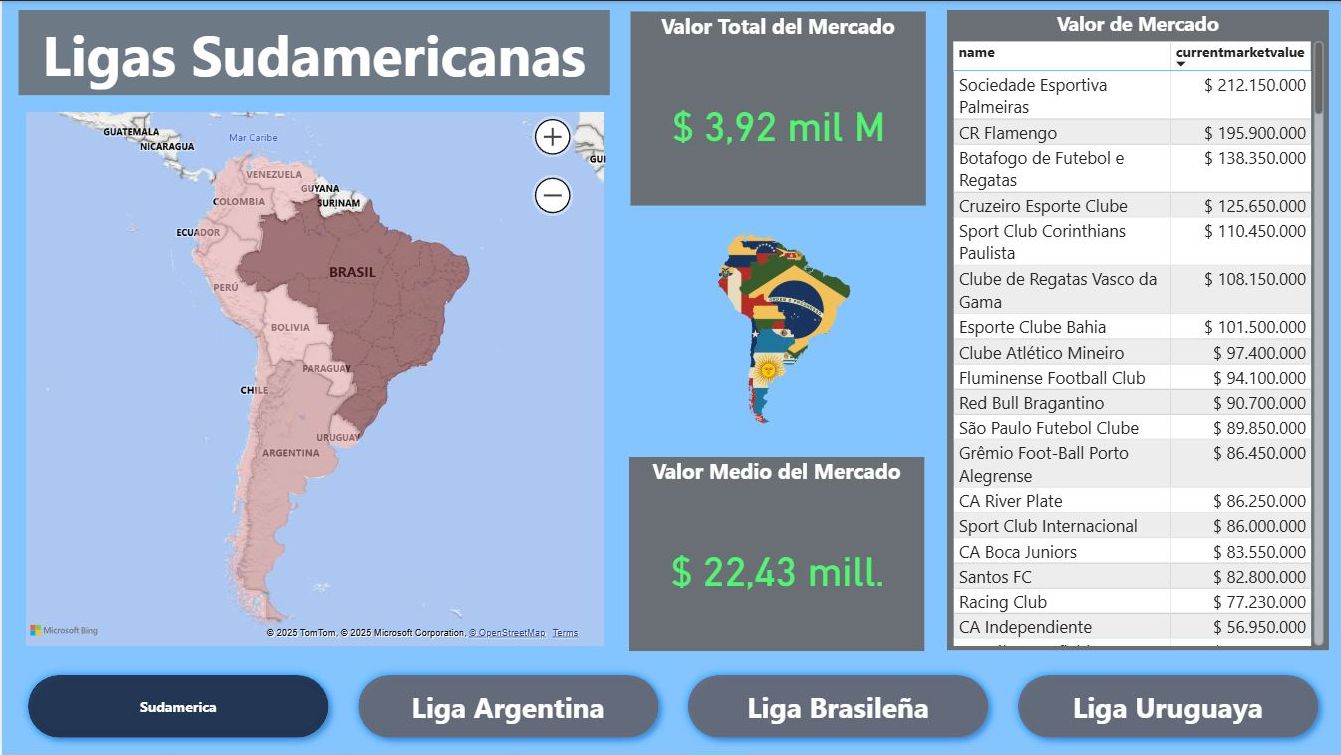 Ligas Sudamericanas
GUATEMALA
NICARAGUA
Mar Caribe
VENEZUELA
GUYANA
SURINAM
COLOMBIA
ECUADOR
BRASIL
PERÚ
BOLIVIA
PARAGUAY
CHILE
URUGUAY
ARGENTINA
Microsoft Bing
© 2025 TomTom, © 2025 Microsoft Corporation, © OpenStreetMap Terms
Valor Total del Mercado
$ 3,92 mil M
Valor Medio del Mercado
$ 22,43 mill.
Valor de Mercado
name currentmarketvalue
Sociedade Esportiva $ 212.150.000
Palmeiras
CR Flamengo $ 195.900.000
Botafogo de Futebol e $ 138.350.000
Regatas
Cruzeiro Esporte Clube $ 125.650.000
Sport Club Corinthians $ 110.450.000
Paulista
Clube de Regatas Vasco da $ 108.150.000
Gama
Esporte Clube Bahia $ 101.500.000
Clube Atlético Mineiro $ 97.400.000
Fluminense Football Club $ 94.100.000
Red Bull Bragantino $ 90.700.000
São Paulo Futebol Clube $ 89.850.000
Grêmio Foot-Ball Porto $ 86.450.000
Alegrense
CA River Plate $ 86.250.000
Sport Club Internacional $ 86.000.000
CA Boca Juniors $ 83.550.000
Santos FC $ 82.800.000
Racing Club $ 77.230.000
CA Independiente $ 56.950.000
Sudamerica
Liga Argentina
Liga Brasileña
Liga Uruguaya